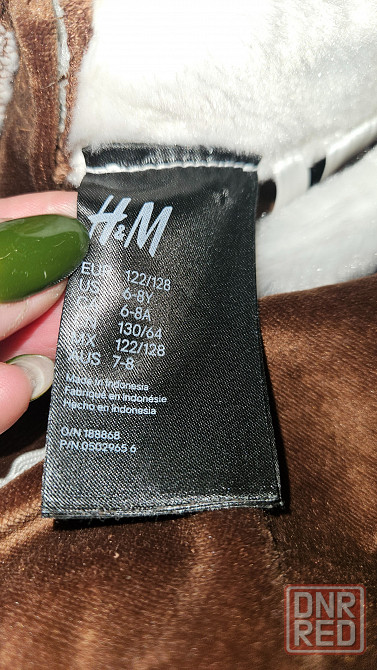 H&M
EUR 122/128
US 6-8Y
CA 6-8A
CN 130/64
MX 122/128
AUS 7-8
Made in Indonesia
Fabriqué en Indonésie
Hecho en Indonesia
O/N 188868
P/N 0502965 6
DNR
RED